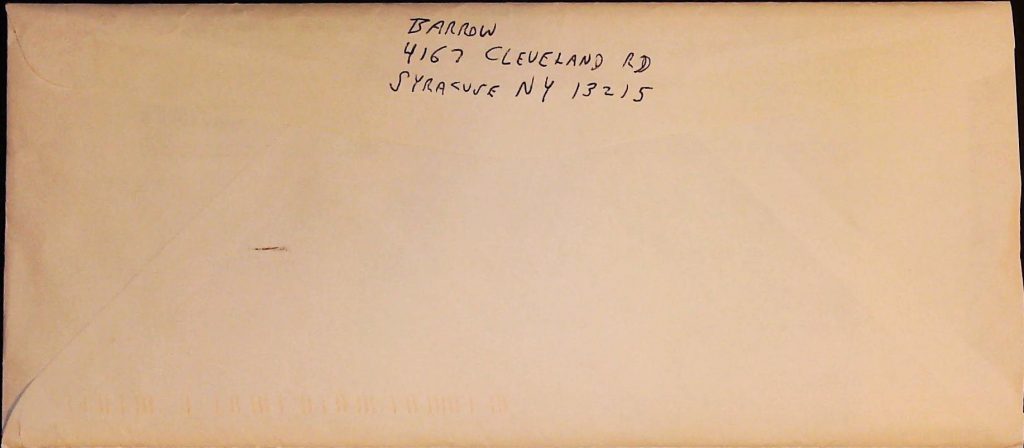 BARROW
4167 CLEVELAND RD
SYRACUSE NY 13215